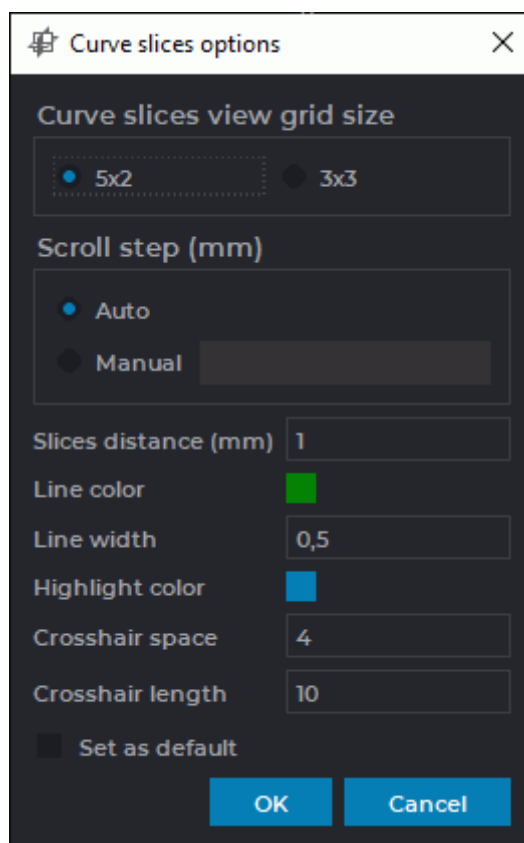 Curve slices options
Curve slices view grid size
5x2 3x3
Scroll step (mm)
Auto
Manual
Slices distance (mm) 1
Line color
Line width 0,5
Highlight color
Crosshair space 4
Crosshair length 10
Set as default
OK Cancel